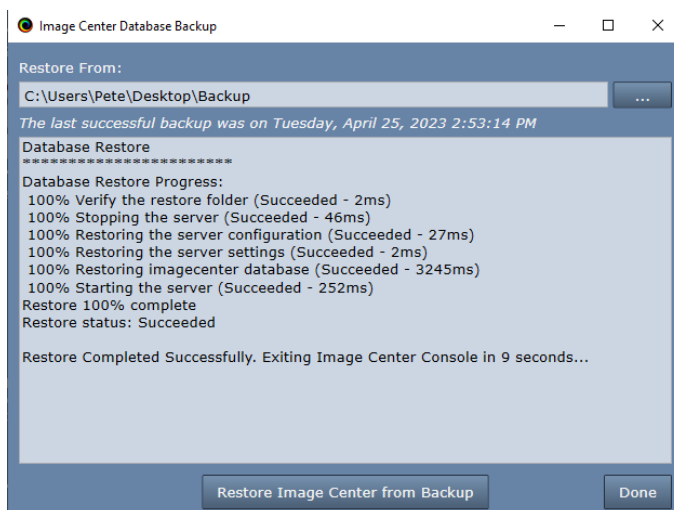 Image Center Database Backup
Restore From:
C:\Users\Pete\Desktop\Backup
...
The last successful backup was on Tuesday, April 25, 2023 2:53:14 PM
Database Restore
***********************
Database Restore Progress:
100% Verify the restore folder (Succeeded - 2ms)
100% Stopping the server (Succeeded - 46ms)
100% Restoring the server configuration (Succeeded - 27ms)
100% Restoring the server settings (Succeeded - 2ms)
100% Restoring imagecenter database (Succeeded - 3245ms)
100% Starting the server (Succeeded - 252ms)
Restore 100% complete
Restore status: Succeeded
Restore Completed Successfully. Exiting Image Center Console in 9 seconds...
Restore Image Center from Backup
Done